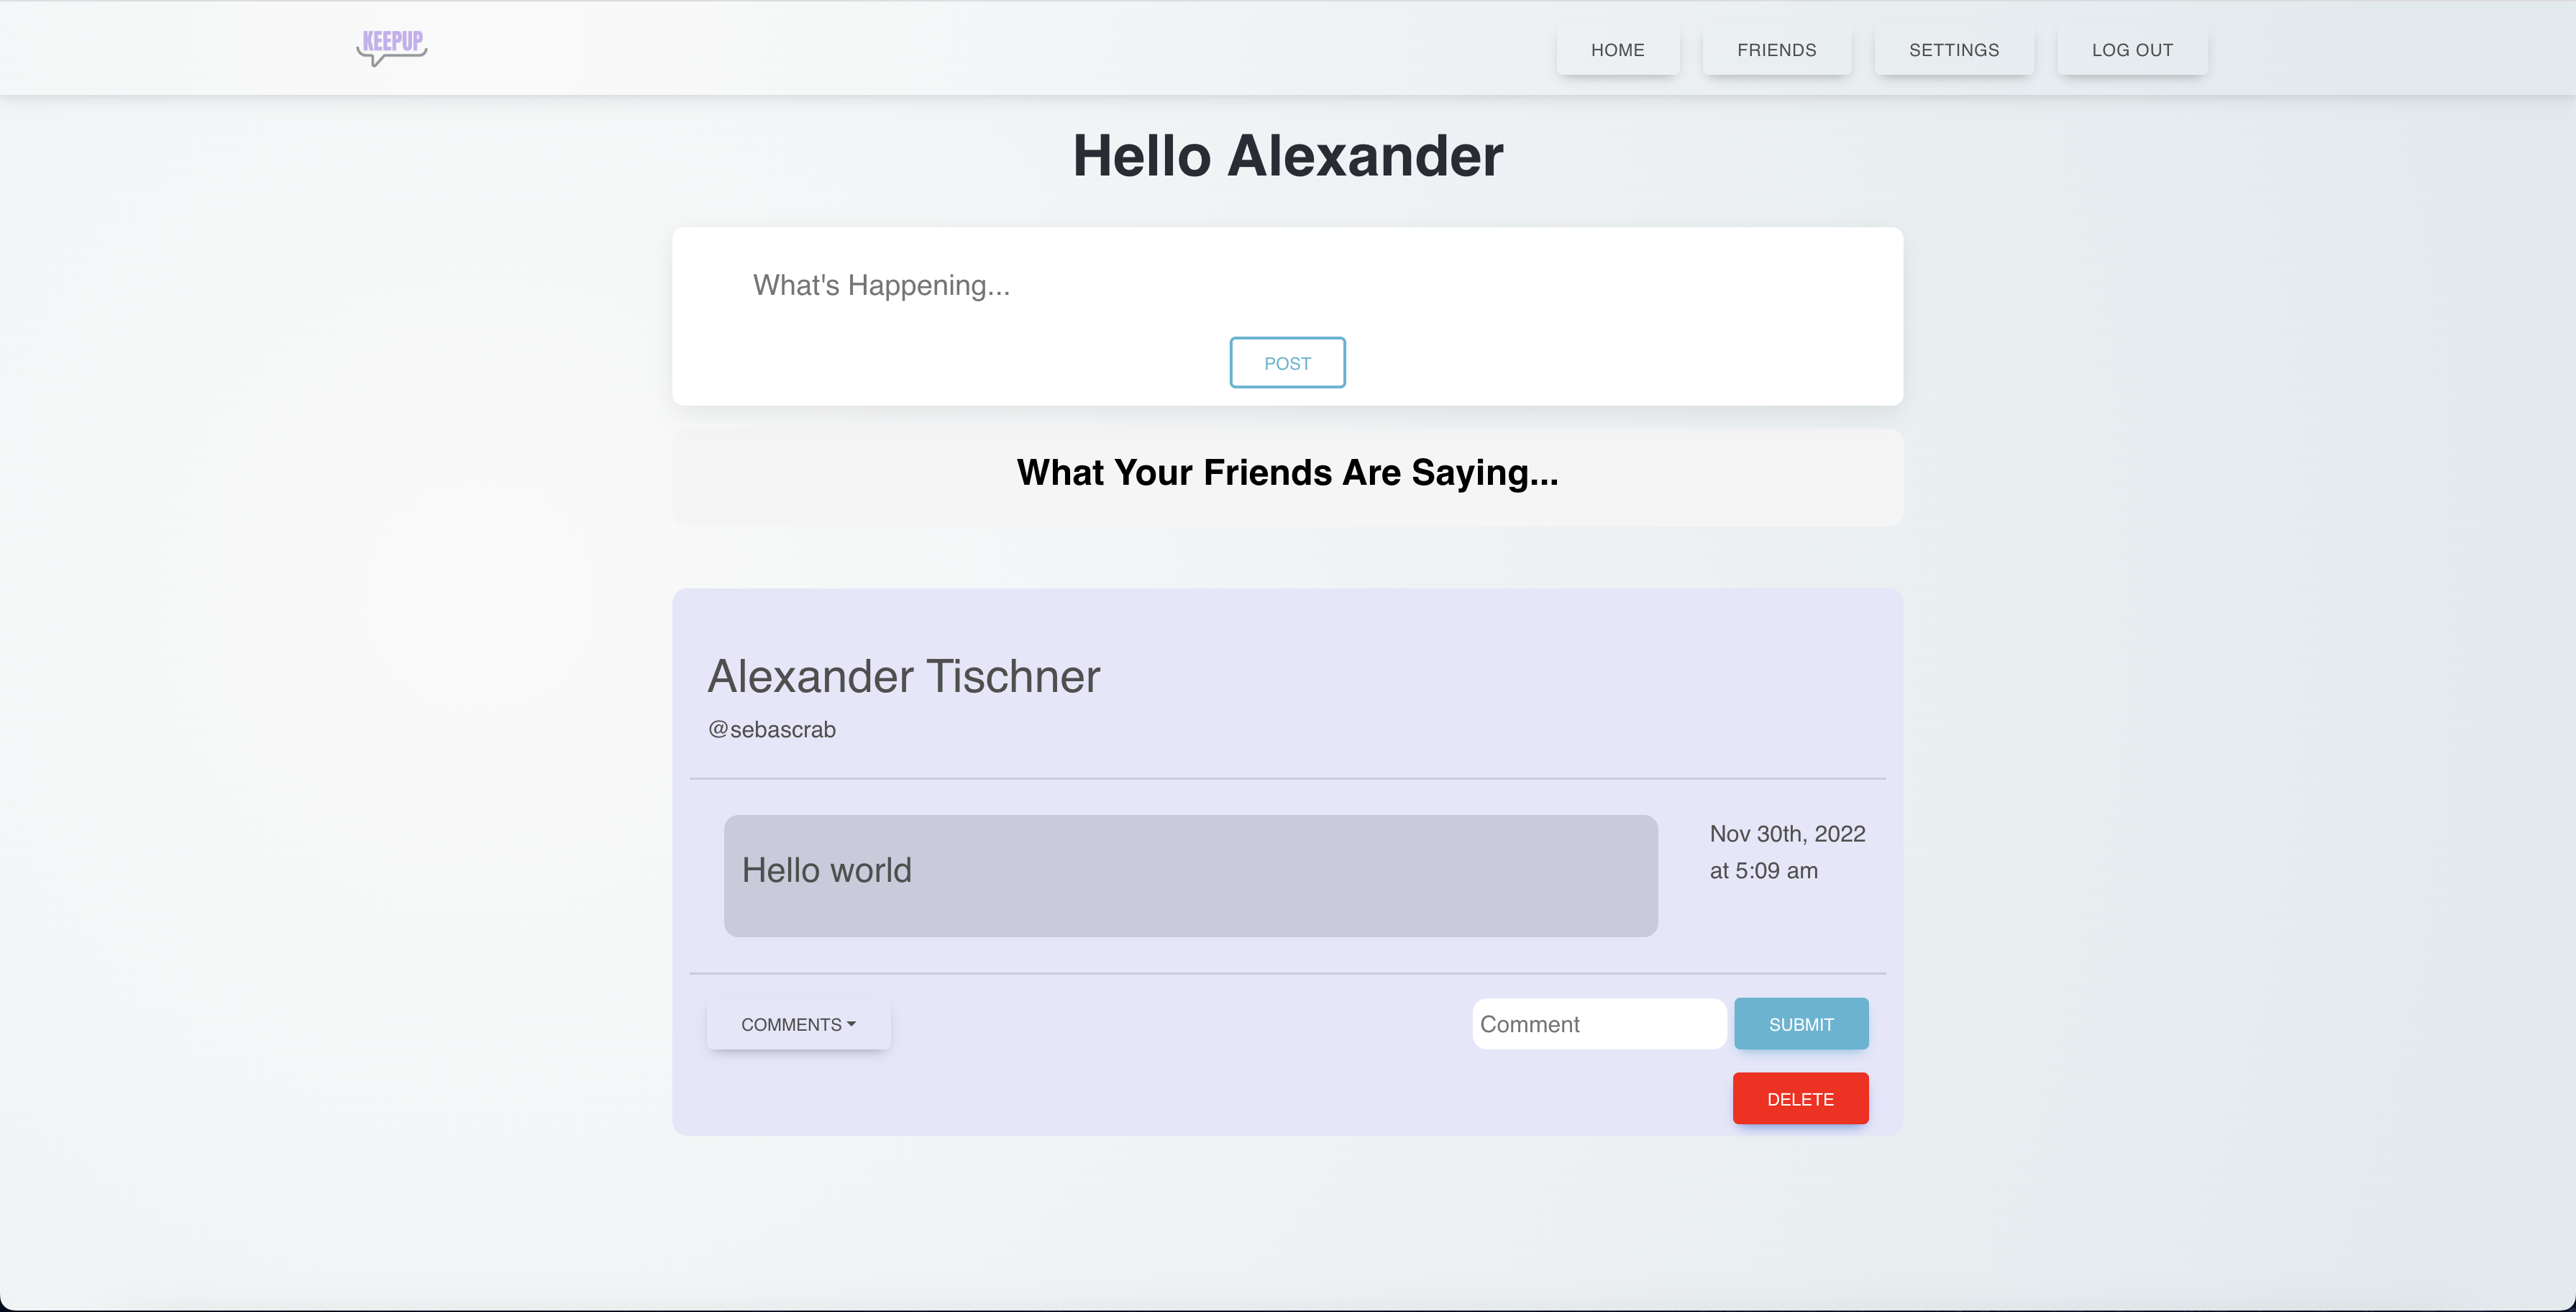 KEEPUP
HOME FRIENDS SETTINGS LOG OUT
Hello Alexander
What's Happening...
POST
What Your Friends Are Saying...
Alexander Tischner
@sebascrab
Hello world
Nov 30th, 2022
at 5:09 am
COMMENTS
Comment
SUBMIT
DELETE